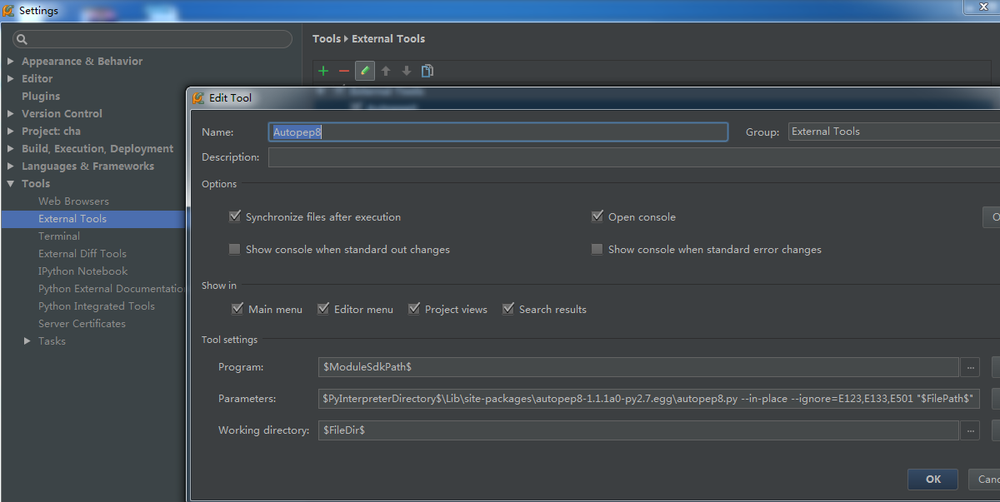 Settings
Tools External Tools
Appearance & Behavior
Editor
Plugins
Version Control
Project: cha
Build, Execution, Deployment
Languages & Frameworks
Tools
Web Browsers
External Tools
Terminal
External Diff Tools
IPython Notebook
Python External Documentatio
Python Integrated Tools
Server Certificates
Tasks
Edit Tool
Name: Autopep8 Group: External Tools
Description:
Options
Synchronize files after execution Open console
Show console when standard out changes Show console when standard error changes
Show in
Main menu Editor menu Project views Search results
Tool settings
Program: $ModuleSdkPath$ ...
Parameters: $PyInterpreterDirectory$\Lib\site-packages\autopep8-1.1.1a0-py2.7.egg\autopep8.py --in-place --ignore=E123,E133,E501 "$FilePath$"
Working directory: $FileDir$ ...
OK Canc